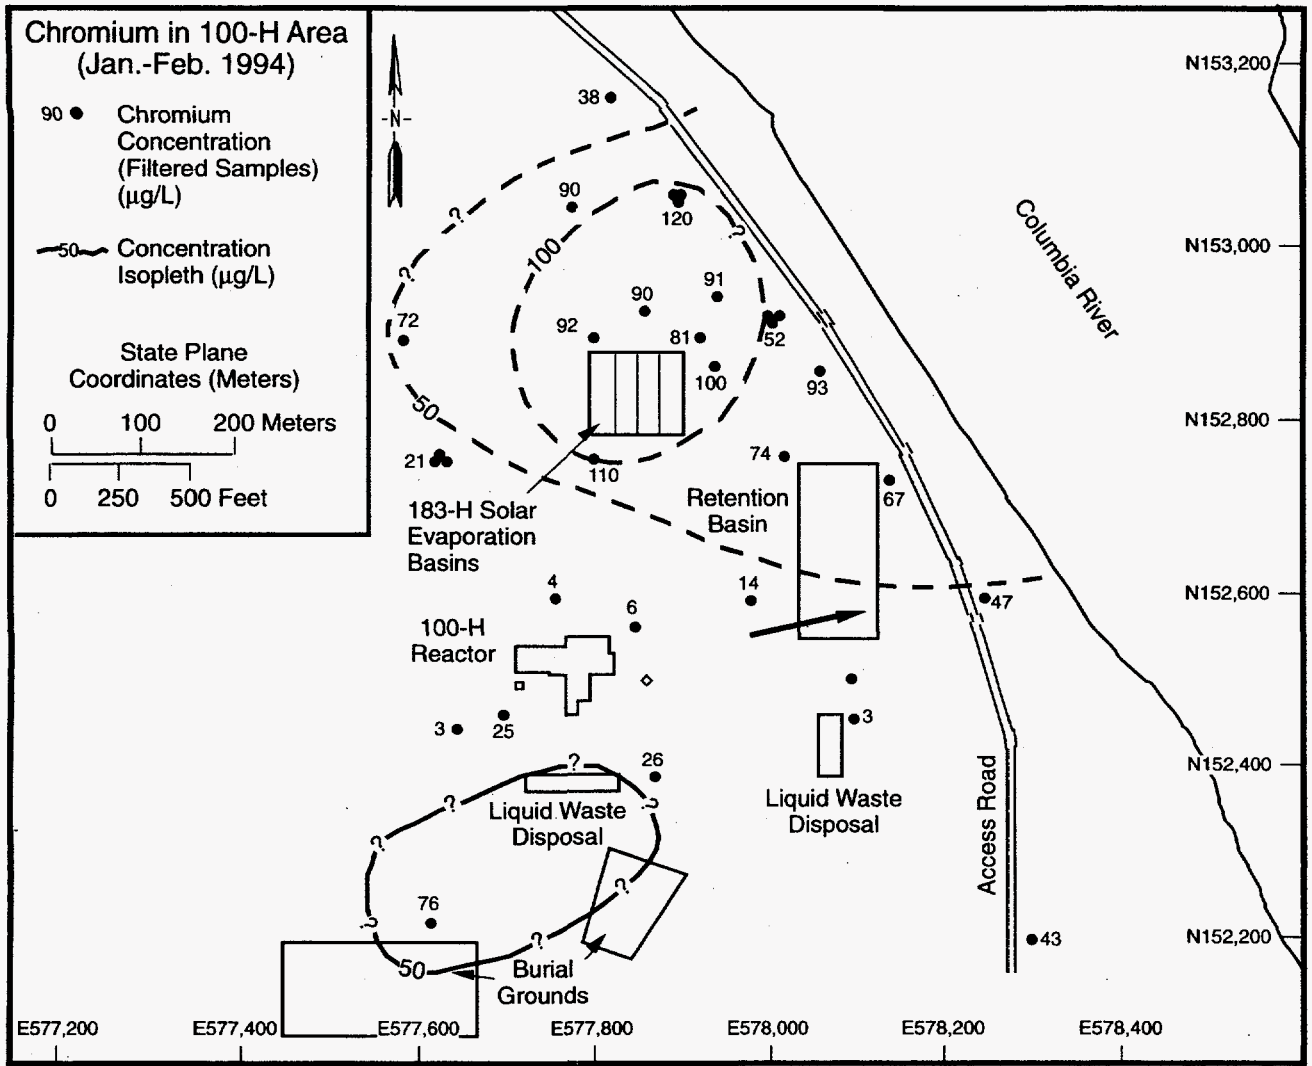 Chromium in 100-H Area
(Jan.-Feb. 1994)
90
Chromium
Concentration
(Filtered Samples)
(µg/L)
50
Concentration
Isopleth (µg/L)
State Plane
Coordinates (Meters)
0 100 200 Meters
0 250 500 Feet
-N-
38
90
?
120
?
100
?
91
90
72
92
81
52
100
93
50
21
110
74
67
183-H Solar
Evaporation
Basins
Retention
Basin
4
14
6
47
100-H
Reactor
3
25
3
26
?
?
?
Liquid Waste
Disposal
Liquid Waste
Disposal
?
?
76
?
?
50
Burial
Grounds
43
Access Road
Columbia River
N153,200
N153,000
N152,800
N152,600
N152,400
N152,200
E577,200 E577,400 E577,600 E577,800 E578,000 E578,200 E578,400